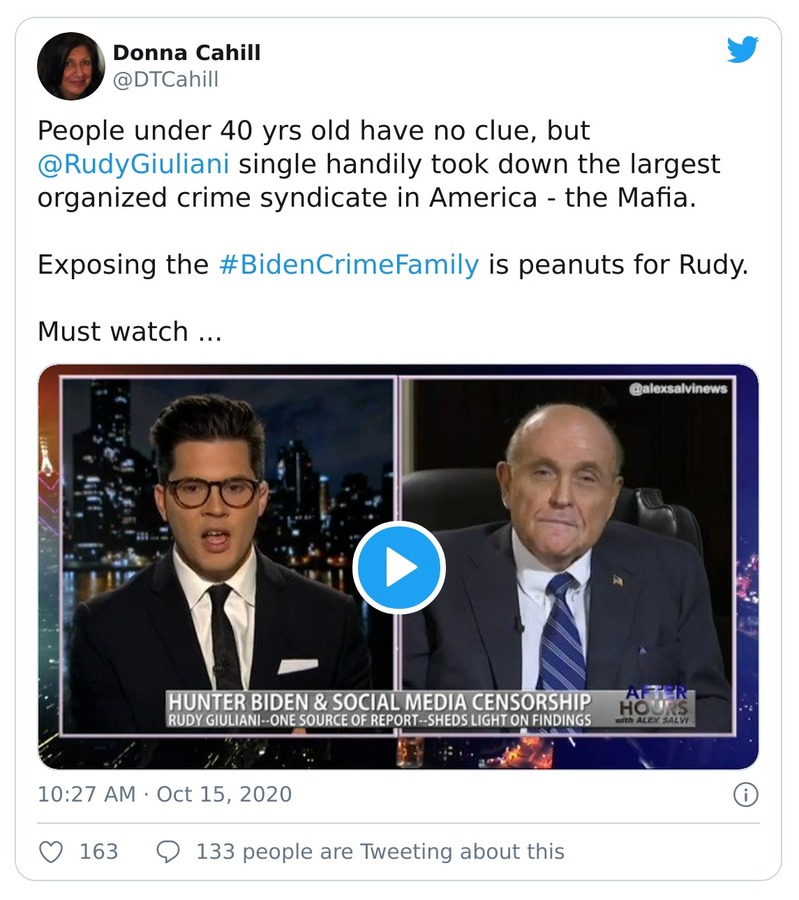 Donna Cahill
@DTCahill
People under 40 yrs old have no clue, but
@RudyGiuliani single handily took down the largest
organized crime syndicate in America - the Mafia.
Exposing the #BidenCrimeFamily is peanuts for Rudy.
Must watch ...
@alexsalvinews
HUNTER BIDEN & SOCIAL MEDIA CENSORSHIP
RUDY GIULIANI--ONE SOURCE OF REPORT--SHEDS LIGHT ON FINDINGS
AFTER
HOURS
with ALEX SALVI
10:27 AM · Oct 15, 2020
163
133 people are Tweeting about this